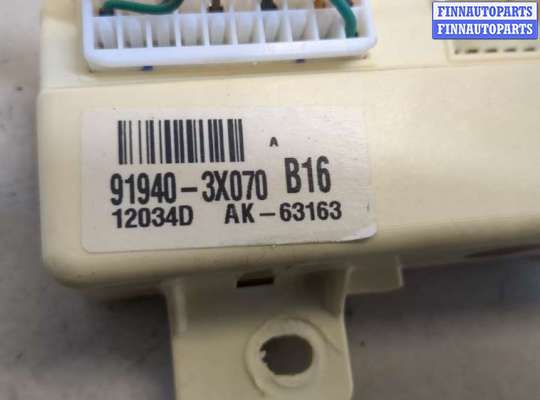 FINNAUTOPARTS
FINNAUTOPARTS
A
91940-3X070 B16
12034D AK-63163